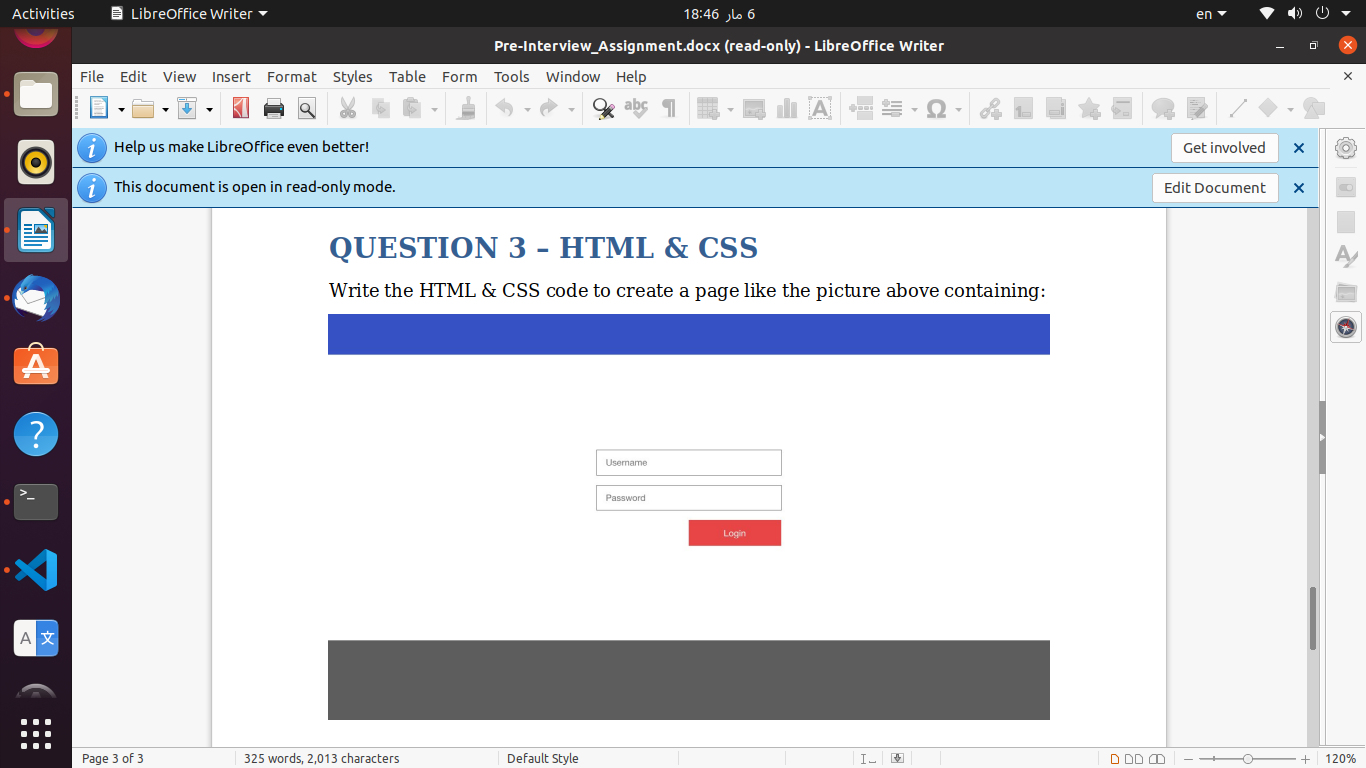 Activities
LibreOffice Writer
18:46 مار 6
en
Pre-Interview_Assignment.docx (read-only) - LibreOffice Writer
File Edit View Insert Format Styles Table Form Tools Window Help
abc
A
Ω
Help us make LibreOffice even better!
Get involved
This document is open in read-only mode.
Edit Document
QUESTION 3 – HTML & CSS
Write the HTML & CSS code to create a page like the picture above containing:
Username
Password
Login
Page 3 of 3
325 words, 2,013 characters
Default Style
120%